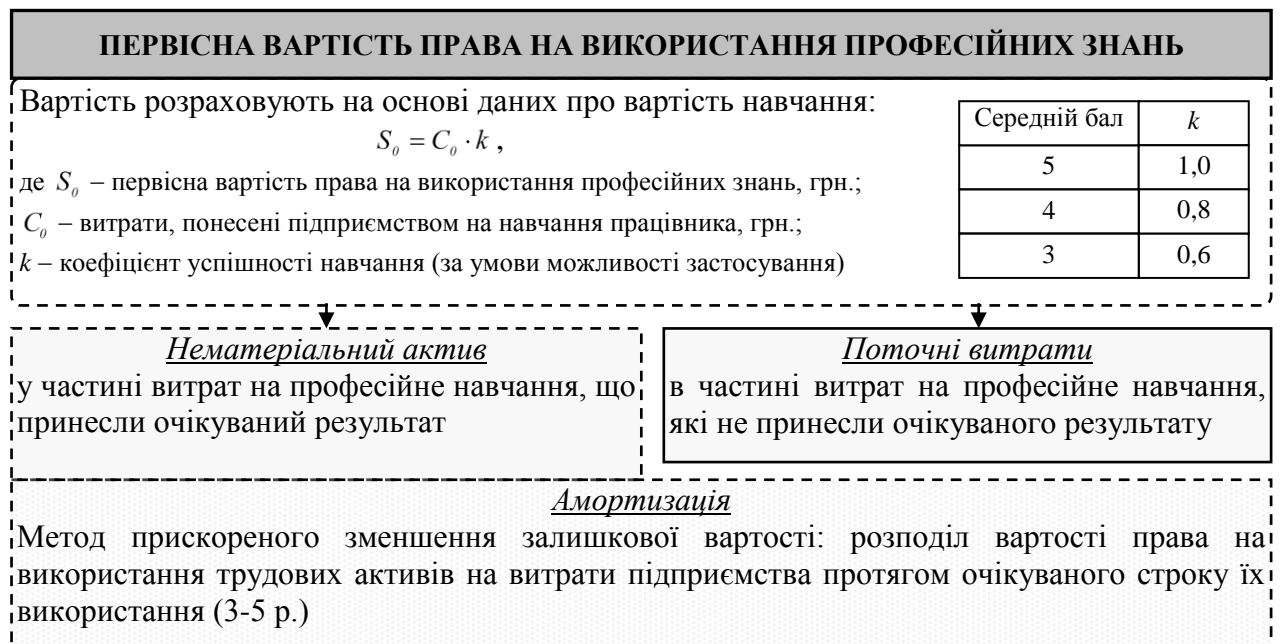 ПЕРВІСНА ВАРТІСТЬ ПРАВА НА ВИКОРИСТАННЯ ПРОФЕСІЙНИХ ЗНАНЬ
Вартість розраховують на основі даних про вартість навчання:
S₀ = C₀ · k ,
де S₀ – первісна вартість права на використання професійних знань, грн.;
C₀ – витрати, понесені підприємством на навчання працівника, грн.;
k – коефіцієнт успішності навчання (за умови можливості застосування)
Середній бал k
5 1,0
4 0,8
3 0,6
Нематеріальний актив
у частині витрат на професійне навчання, що
принесли очікуваний результат
Поточні витрати
в частині витрат на професійне навчання,
які не принесли очікуваного результату
Амортизація
Метод прискореного зменшення залишкової вартості: розподіл вартості права на
використання трудових активів на витрати підприємства протягом очікуваного строку їх
використання (3-5 р.)